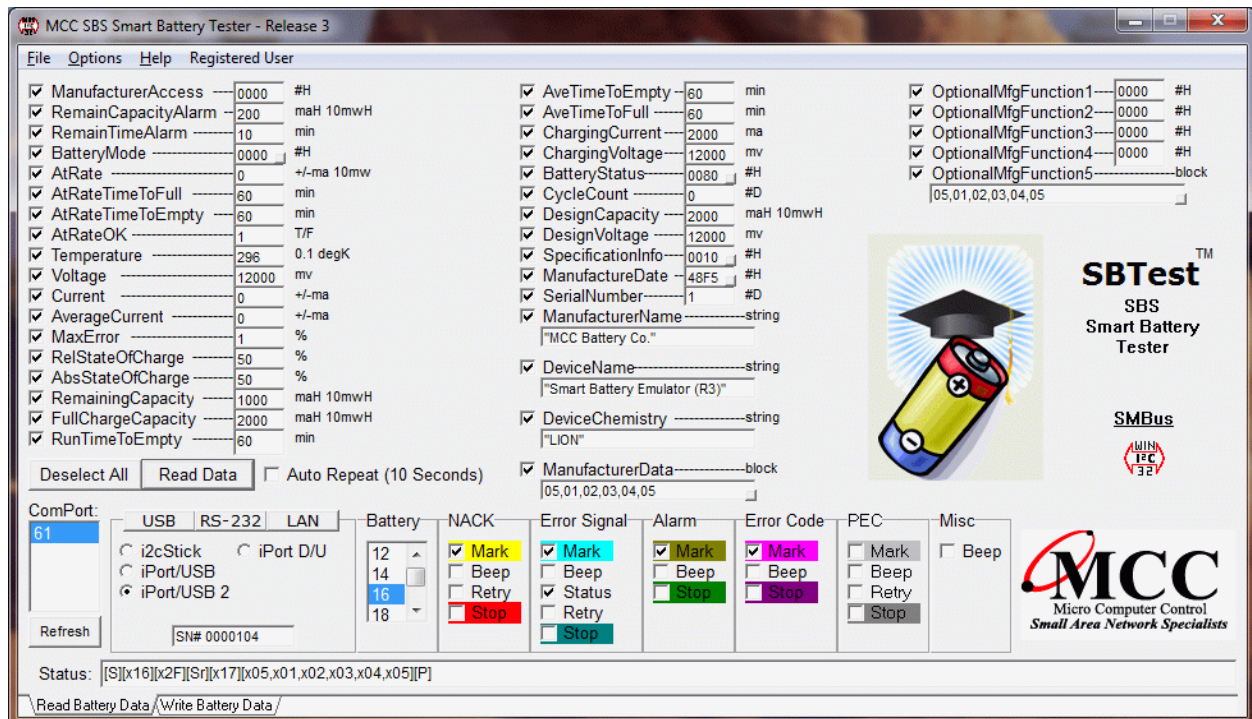 MCC SBS Smart Battery Tester - Release 3
File Options Help Registered User
ManufacturerAccess ---- 0000 #H
RemainCapacityAlarm -- 200 maH 10mwH
RemainTimeAlarm -------- 10 min
BatteryMode ---------------- 0000 #H
AtRate ------------------------ 0 +/-ma 10mw
AtRateTimeToFull -------- 60 min
AtRateTimeToEmpty ---- 60 min
AtRateOK -------------------- 1 T/F
Temperature ---------------- 296 0.1 degK
Voltage --------------------- 12000 mv
Current --------------------- 0 +/-ma
AverageCurrent ------------ 0 +/-ma
MaxError -------------------- 1 %
RelStateOfCharge -------- 50 %
AbsStateOfCharge -------- 50 %
RemainingCapacity ------ 1000 maH 10mwH
FullChargeCapacity ------ 2000 maH 10mwH
RunTimeToEmpty -------- 60 min
Deselect All Read Data Auto Repeat (10 Seconds)
AveTimeToEmpty -- 60 min
AveTimeToFull ----- 60 min
ChargingCurrent ---- 2000 ma
ChargingVoltage---- 12000 mv
BatteryStatus-------- 0080 #H
CycleCount ---------- 0 #D
DesignCapacity ---- 2000 maH 10mwH
DesignVoltage ------ 12000 mv
SpecificationInfo---- 0010 #H
ManufactureDate -- 48F5 #H
SerialNumber-------- 1 #D
ManufacturerName------------string
"MCC Battery Co."
DeviceName----------------------string
"Smart Battery Emulator (R3)"
DeviceChemistry --------------string
"LION"
ManufacturerData--------------block
05,01,02,03,04,05
OptionalMfgFunction1---- 0000 #H
OptionalMfgFunction2---- 0000 #H
OptionalMfgFunction3---- 0000 #H
OptionalMfgFunction4---- 0000 #H
OptionalMfgFunction5----------------block
05,01,02,03,04,05
SBTest TM
SBS
Smart Battery
Tester
SMBus
WIN
I²C
32
ComPort:
61
Refresh
USB RS-232 LAN
i2cStick iPort D/U
iPort/USB
iPort/USB 2
SN# 0000104
Battery
12
14
16
18
NACK
Mark
Beep
Retry
Stop
Error Signal
Mark
Beep
Status
Retry
Stop
Alarm
Mark
Beep
Stop
Error Code
Mark
Beep
Stop
PEC
Mark
Beep
Retry
Stop
Misc
Beep
MCC
Micro Computer Control
Small Area Network Specialists
Status: [S][x16][x2F][Sr][x17][x05,x01,x02,x03,x04,x05][P]
Read Battery Data Write Battery Data